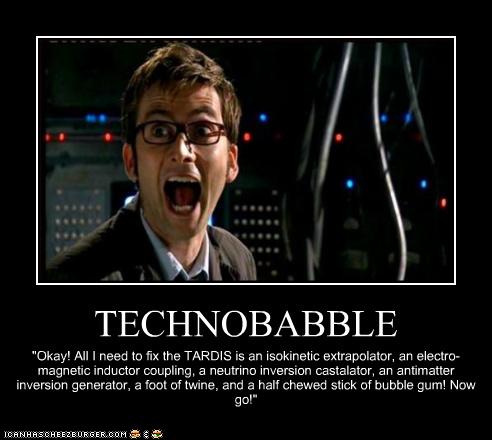 TECHNOBABBLE
"Okay! All I need to fix the TARDIS is an isokinetic extrapolator, an electro-
magnetic inductor coupling, a neutrino inversion castalator, an antimatter
inversion generator, a foot of twine, and a half chewed stick of bubble gum! Now
go!"
ICANHASCHEEZBURGER.COM